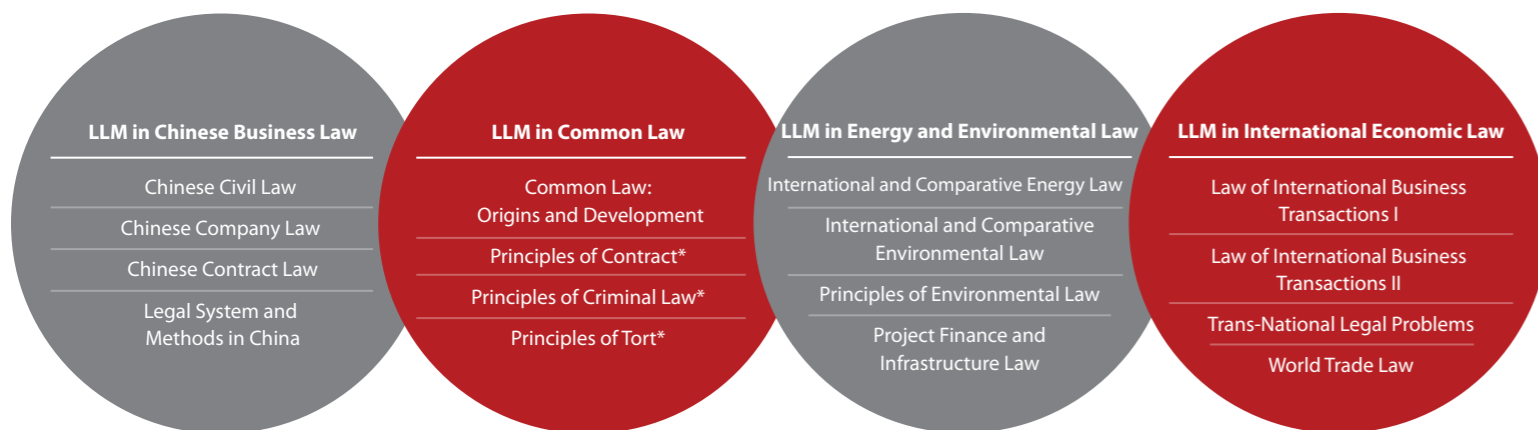 LLM in Chinese Business Law
Chinese Civil Law
Chinese Company Law
Chinese Contract Law
Legal System and
Methods in China
LLM in Common Law
Common Law:
Origins and Development
Principles of Contract*
Principles of Criminal Law*
Principles of Tort*
LLM in Energy and Environmental Law
International and Comparative Energy Law
International and Comparative
Environmental Law
Principles of Environmental Law
Project Finance and
Infrastructure Law
LLM in International Economic Law
Law of International Business
Transactions I
Law of International Business
Transactions II
Trans-National Legal Problems
World Trade Law